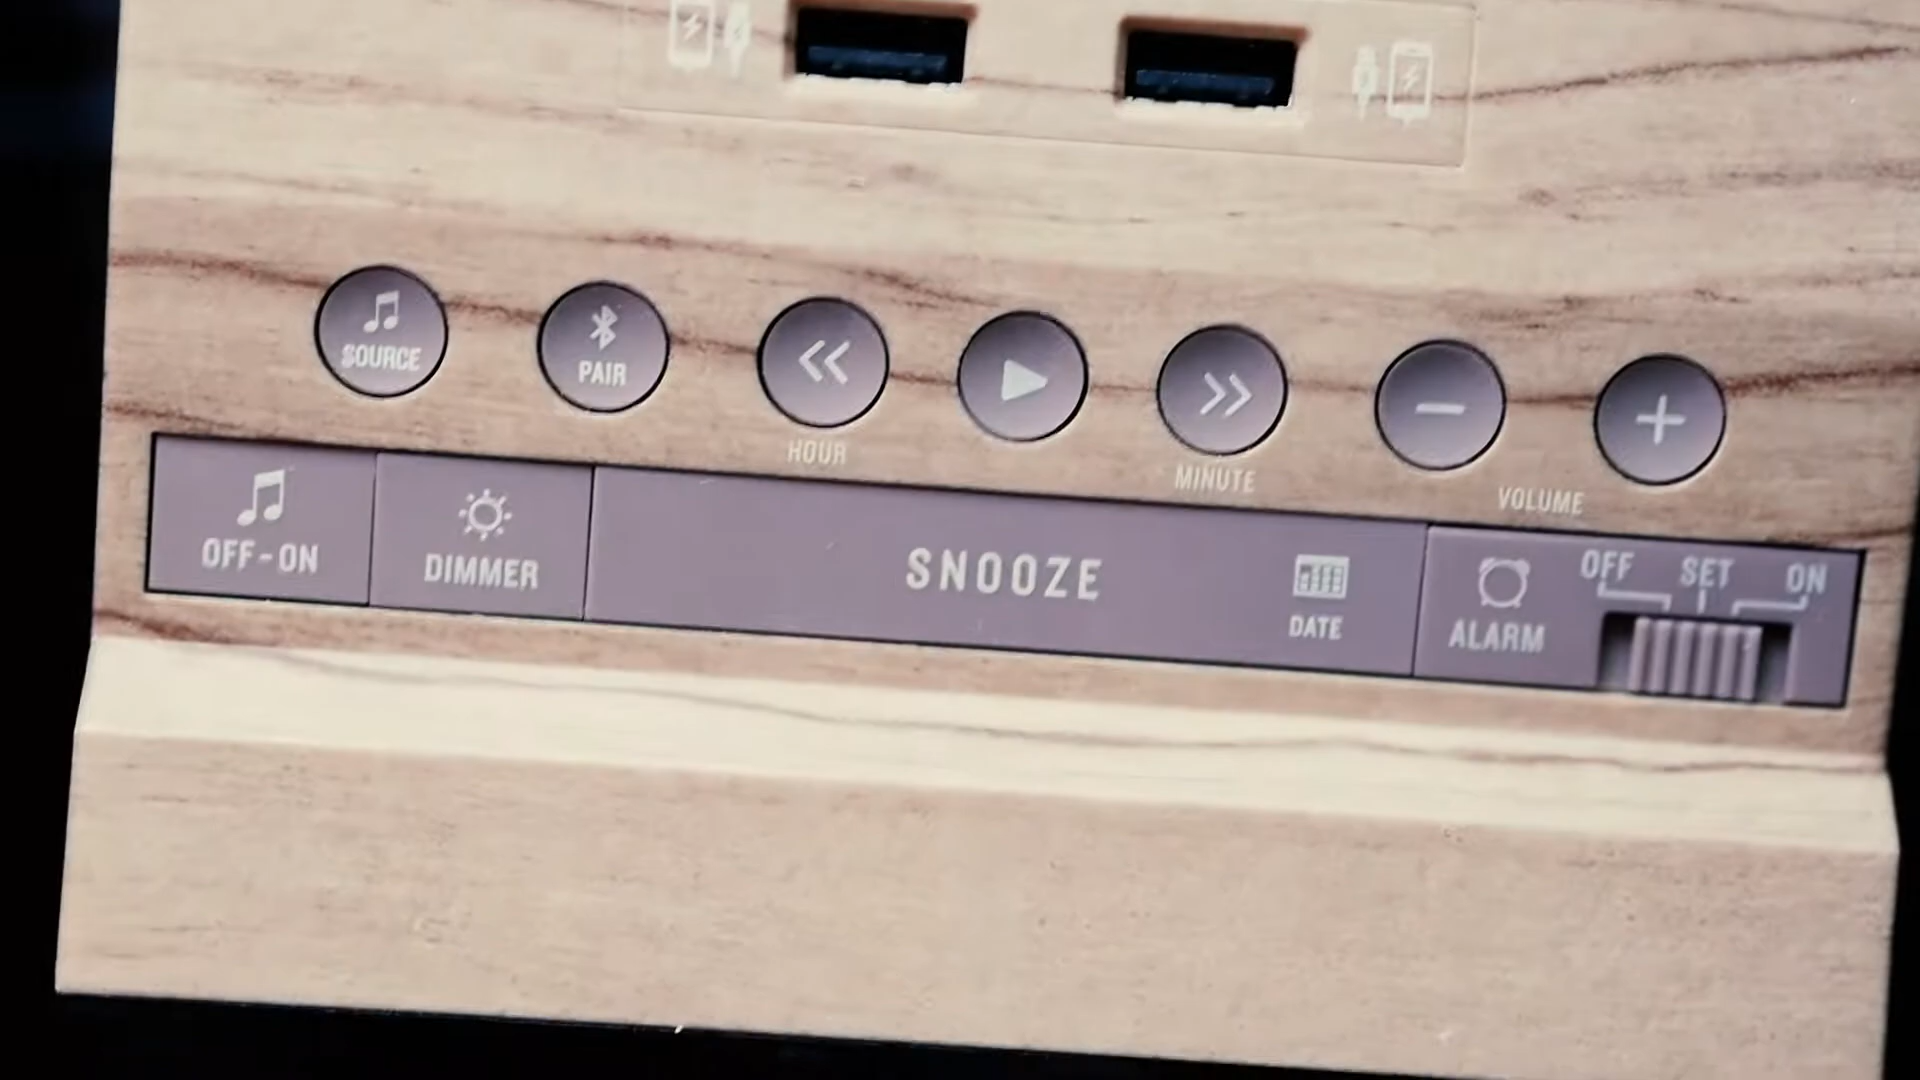 SOURCE
PAIR
HOUR
MINUTE
VOLUME
OFF-ON
DIMMER
SNOOZE
DATE
ALARM
OFF SET ON